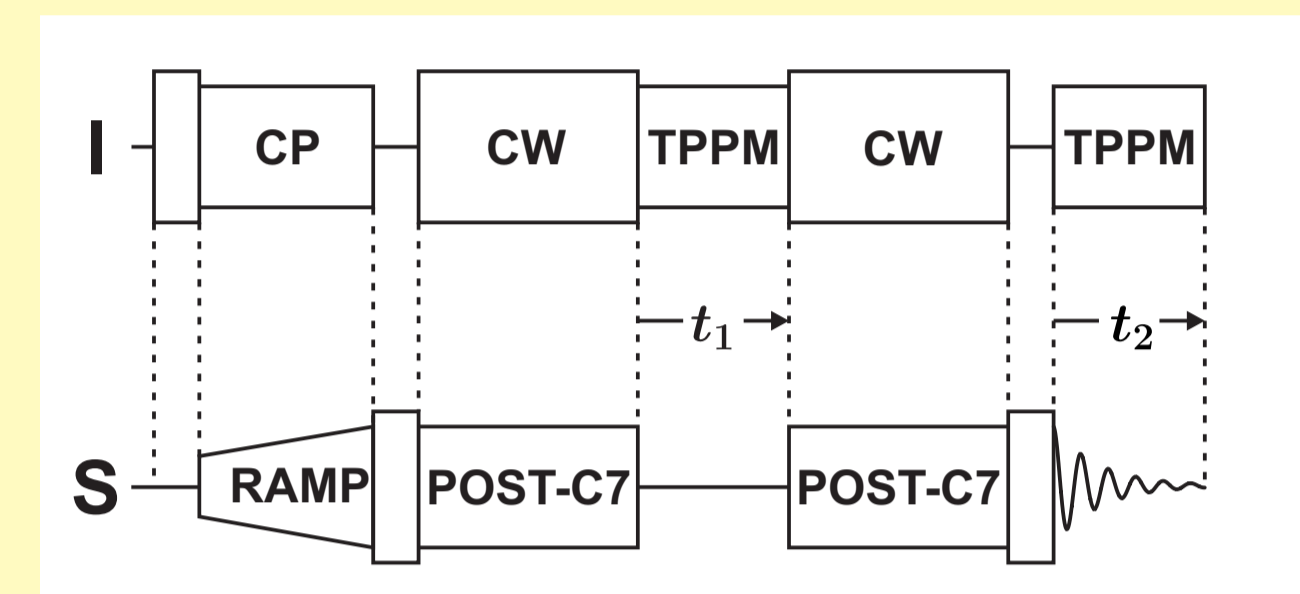 I CP CW TPPM CW TPPM
t₁ t₂
S RAMP POST-C7 POST-C7